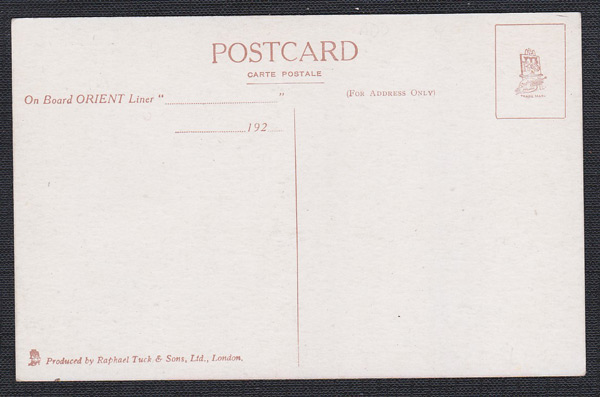 POSTCARD
CARTE POSTALE
On Board ORIENT Liner "..............................."
(FOR ADDRESS ONLY)
....................192....
Produced by Raphael Tuck & Sons, Ltd., London.